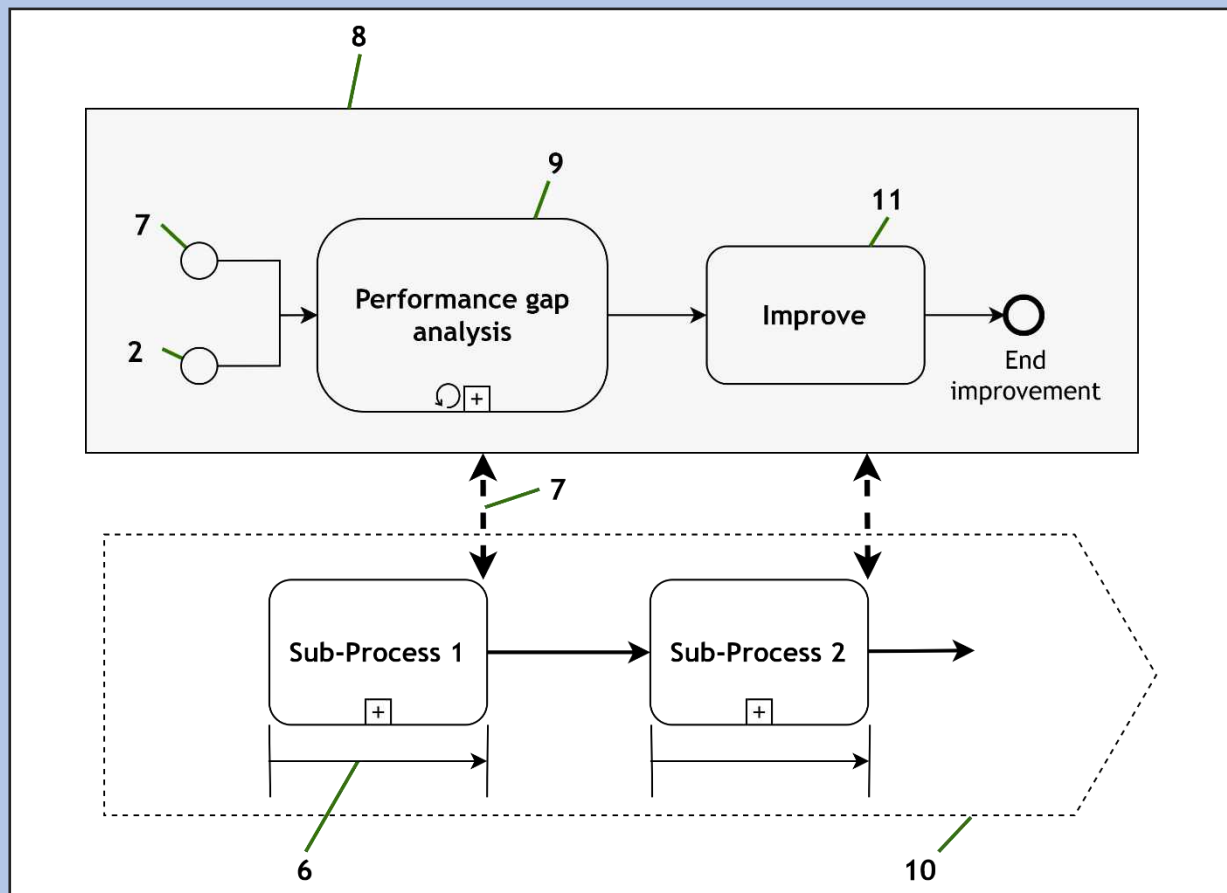 8
9
11
7
Performance gap
analysis
Improve
2
End
improvement
+
7
Sub-Process 1
Sub-Process 2
+
+
6
10